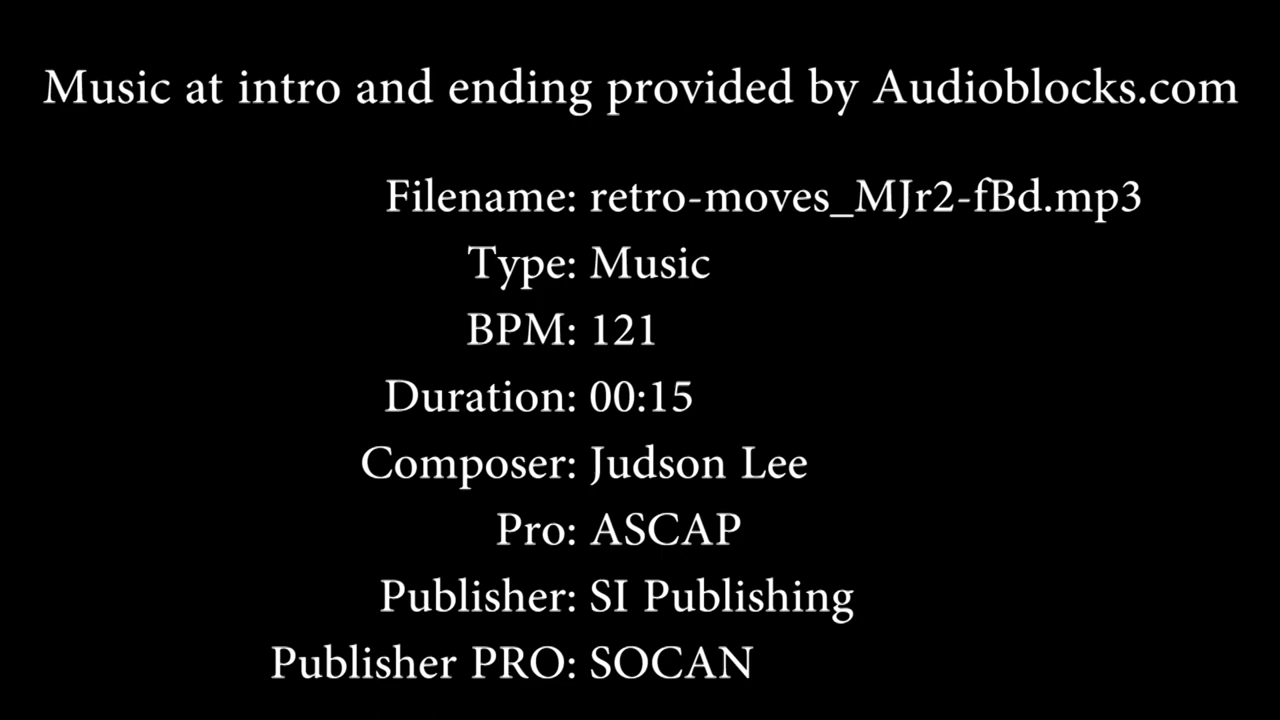 Music at intro and ending provided by Audioblocks.com
Filename: retro-moves_MJr2-fBd.mp3
Type: Music
BPM: 121
Duration: 00:15
Composer: Judson Lee
Pro: ASCAP
Publisher: SI Publishing
Publisher PRO: SOCAN